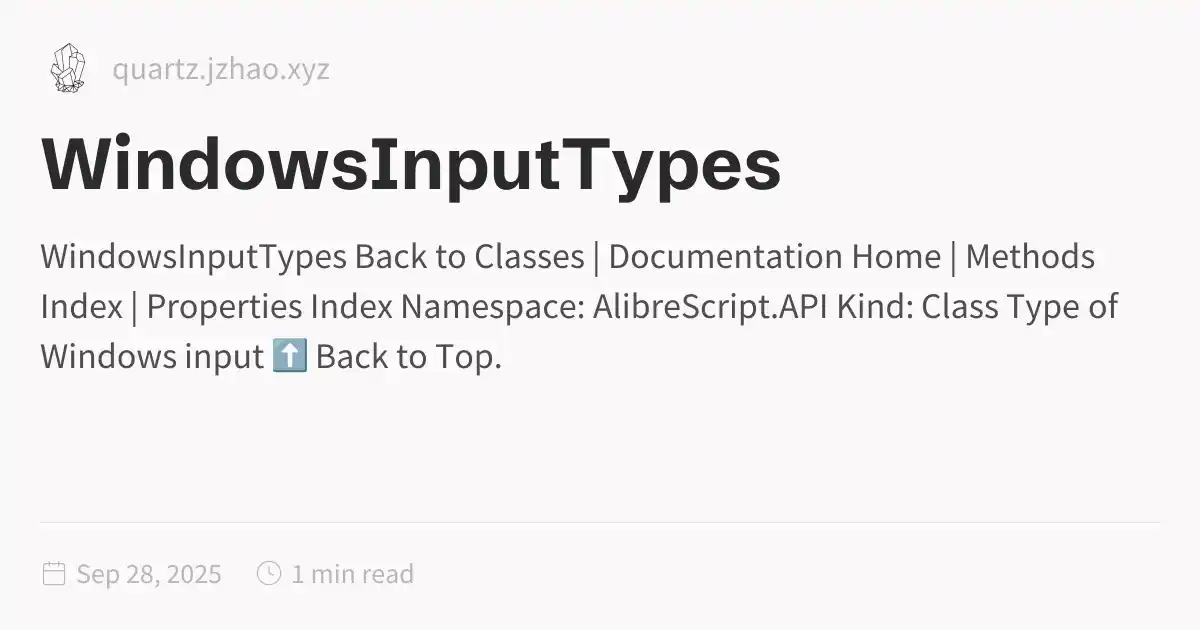 quartz.jzhao.xyz
WindowsInputTypes
WindowsInputTypes Back to Classes | Documentation Home | Methods
Index | Properties Index Namespace: AlibreScript.API Kind: Class Type of
Windows input ⬆️ Back to Top.
Sep 28, 2025 1 min read